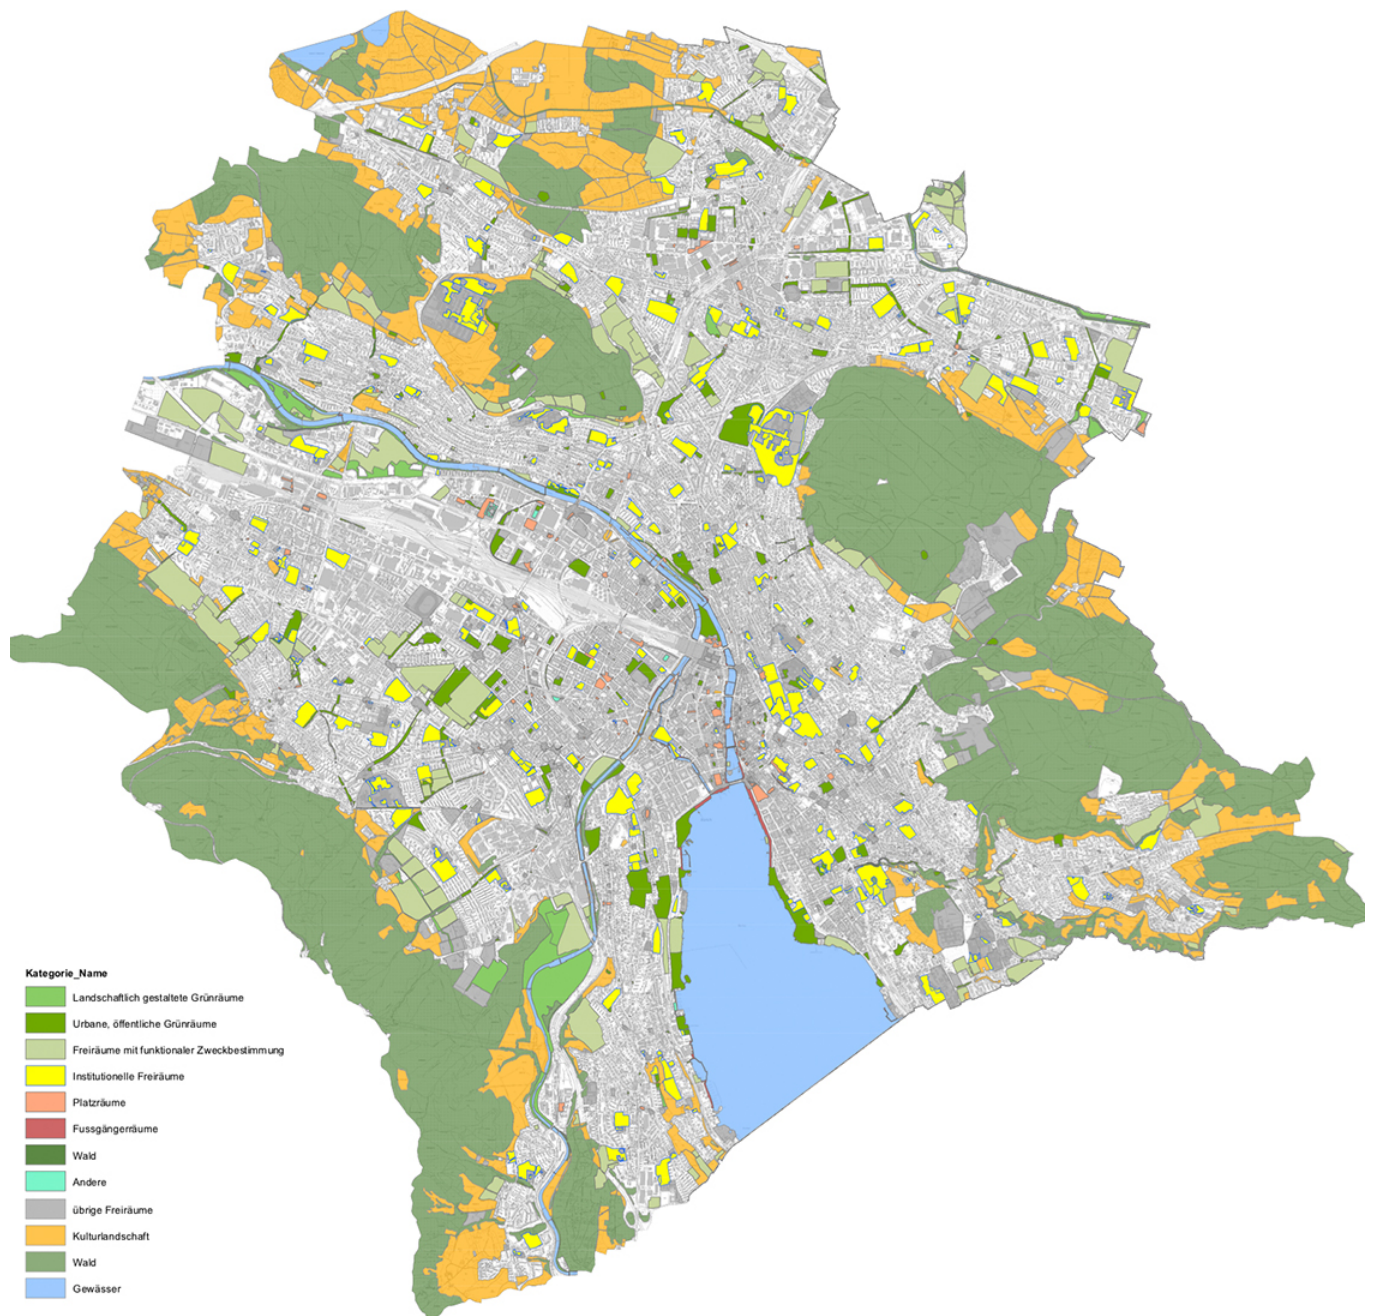 Kategorie_Name
Landschaftlich gestaltete Grünräume
Urbane, öffentliche Grünräume
Freiräume mit funktionaler Zweckbestimmung
Institutionelle Freiräume
Platzräume
Fussgängerräume
Wald
Andere
übrige Freiräume
Kulturlandschaft
Wald
Gewässer